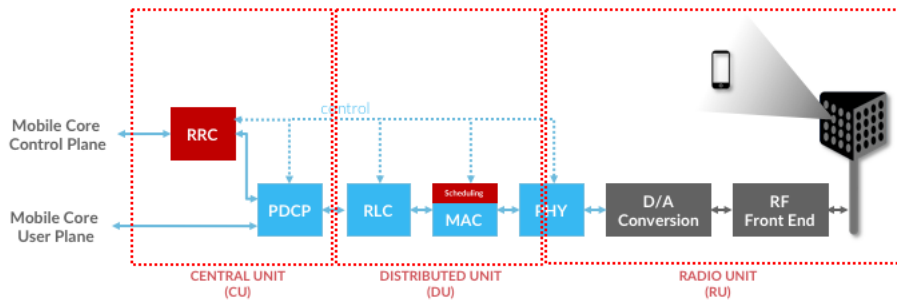 control
Mobile Core
Control Plane
RRC
Mobile Core
User Plane
PDCP
RLC
Scheduling
MAC
PHY
D/A
Conversion
RF
Front End
CENTRAL UNIT
(CU)
DISTRIBUTED UNIT
(DU)
RADIO UNIT
(RU)